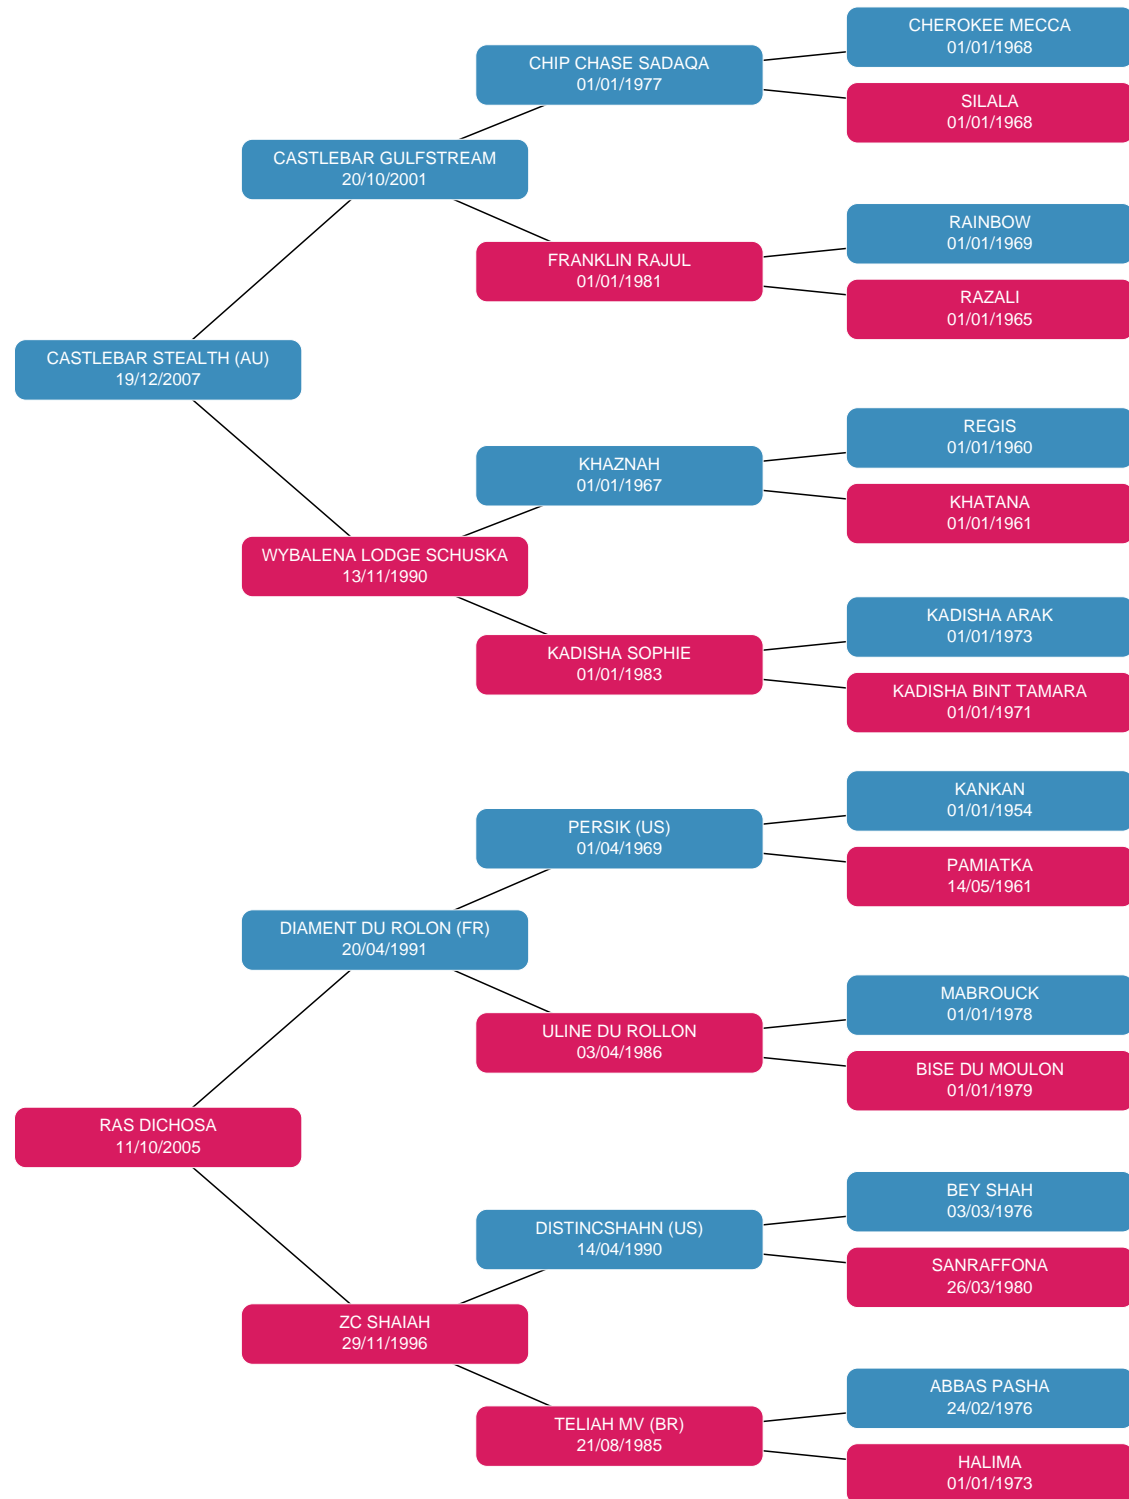 CHEROKEE MECCA
01/01/1968
CHIP CHASE SADAQA
01/01/1977
SILALA
01/01/1968
CASTLEBAR GULFSTREAM
20/10/2001
RAINBOW
01/01/1969
FRANKLIN RAJUL
01/01/1981
RAZALI
01/01/1965
CASTLEBAR STEALTH (AU)
19/12/2007
REGIS
01/01/1960
KHAZNAH
01/01/1967
KHATANA
01/01/1961
WYBALENA LODGE SCHUSKA
13/11/1990
KADISHA ARAK
01/01/1973
KADISHA SOPHIE
01/01/1983
KADISHA BINT TAMARA
01/01/1971
KANKAN
01/01/1954
PERSIK (US)
01/04/1969
PAMIATKA
14/05/1961
DIAMENT DU ROLON (FR)
20/04/1991
MABROUCK
01/01/1978
ULINE DU ROLLON
03/04/1986
BISE DU MOULON
01/01/1979
RAS DICHOSA
11/10/2005
BEY SHAH
03/03/1976
DISTINCSHAHN (US)
14/04/1990
SANRAFFONA
26/03/1980
ZC SHAIAH
29/11/1996
ABBAS PASHA
24/02/1976
TELIAH MV (BR)
21/08/1985
HALIMA
01/01/1973